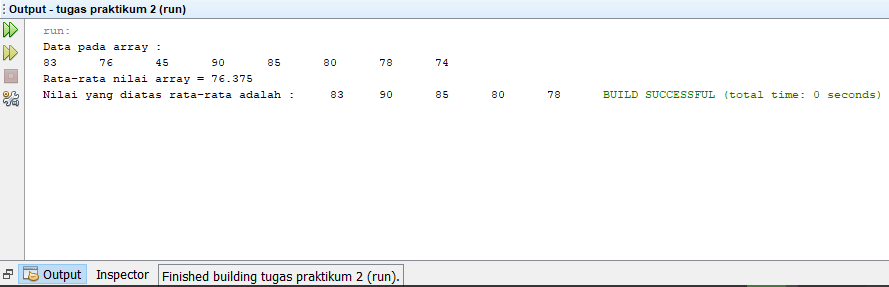 Output - tugas praktikum 2 (run)
run:
Data pada array :
83 76 45 90 85 80 78 74
Rata-rata nilai array = 76.375
Nilai yang diatas rata-rata adalah : 83 90 85 80 78 BUILD SUCCESSFUL (total time: 0 seconds)
Output Inspector Finished building tugas praktikum 2 (run).